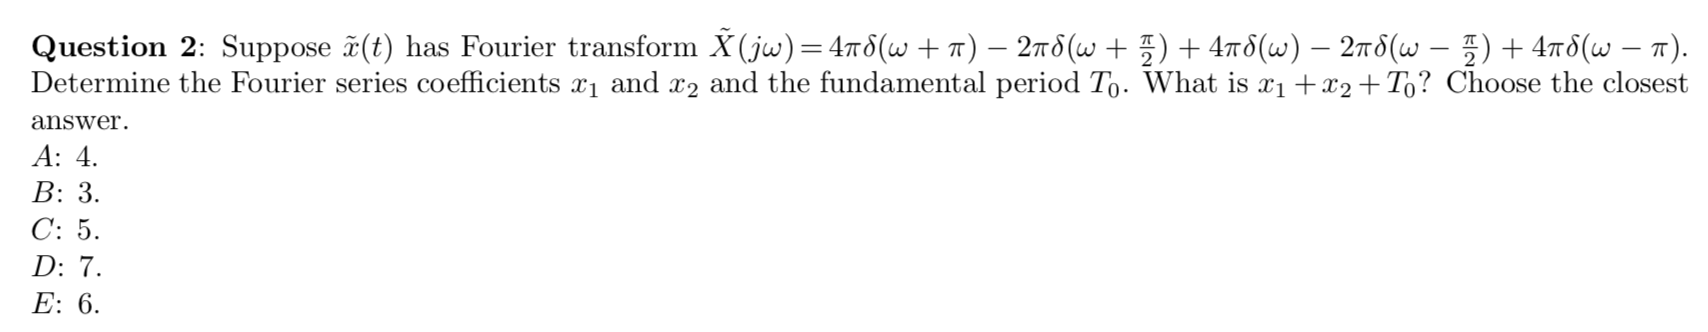 Question 2: Suppose x̃(t) has Fourier transform X̃(jω) = 4πδ(ω + π) − 2πδ(ω + π/2) + 4πδ(ω) − 2πδ(ω − π/2) + 4πδ(ω − π).
Determine the Fourier series coefficients x₁ and x₂ and the fundamental period T₀. What is x₁ + x₂ + T₀? Choose the closest
answer.
A: 4.
B: 3.
C: 5.
D: 7.
E: 6.